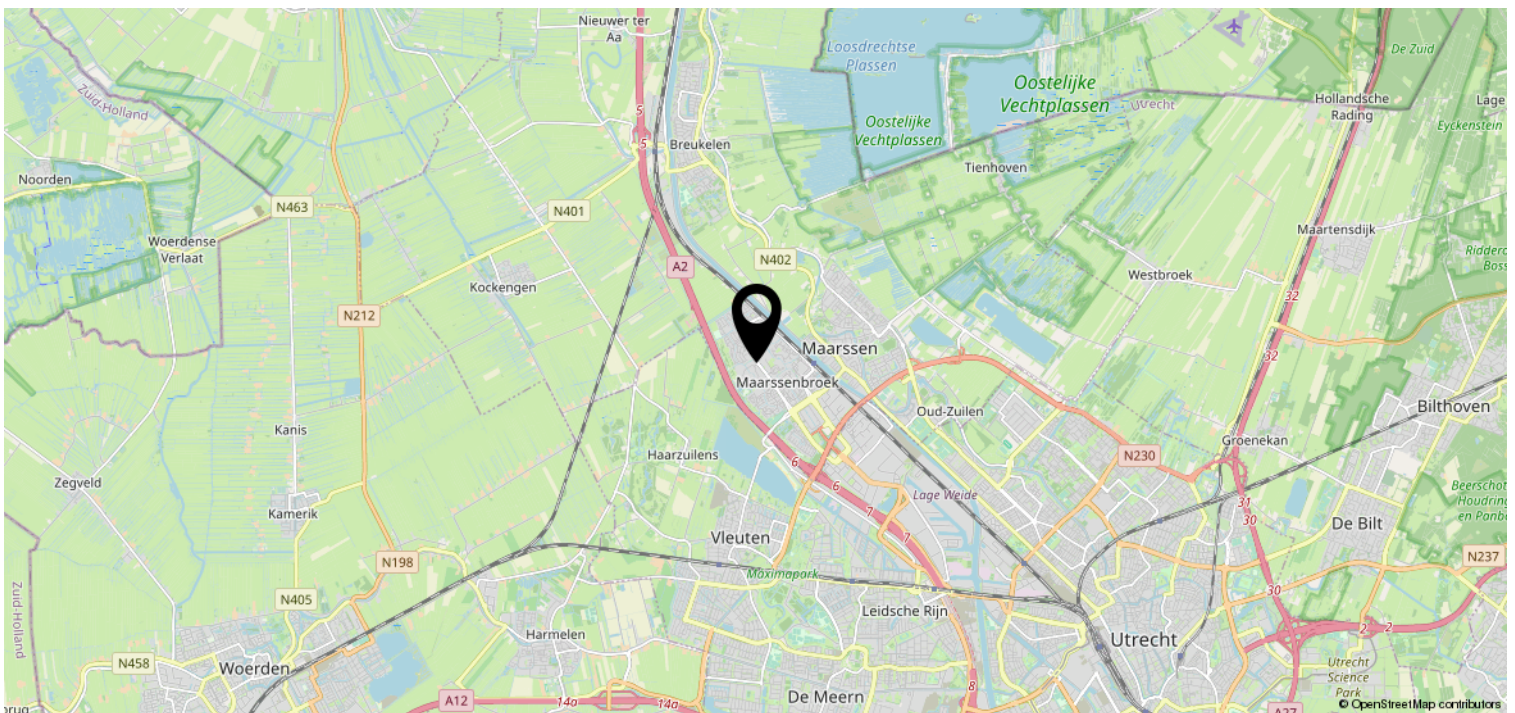 Nieuwer ter
Aa
Loosdrechtse
Plassen
De Zuid
Oostelijke
Vechtplassen
Zuid-Holland
Utrecht
Hollandsche
Rading
Lage
5
Oostelijke
Vechtplassen
Eyckenstein
5
Breukelen
Tienhoven
Noorden
N463
N401
Woerdense
Verlaat
Maartensdijk
Riddero
Boss
N402
A2
Westbroek
Kockengen
32
N212
Maarssen
32
Maarssenbroek
Bilthoven
Oud-Zuilen
Kanis
Groenekan
Haarzuilens
N230
6
Zegveld
6
Beerschot
Houdring
en Panb
Lage Weide
31
Kamerik
7
30
De Bilt
Vleuten
7
N237
N198
Maximapark
Zuid-Holland
30
N405
Leidsche Rijn
2
2
Harmelen
Utrecht
N458
Woerden
Utrecht
Science
Park
8
De Meern
A12
14a
14a
brug
A27
© OpenStreetMap contributors